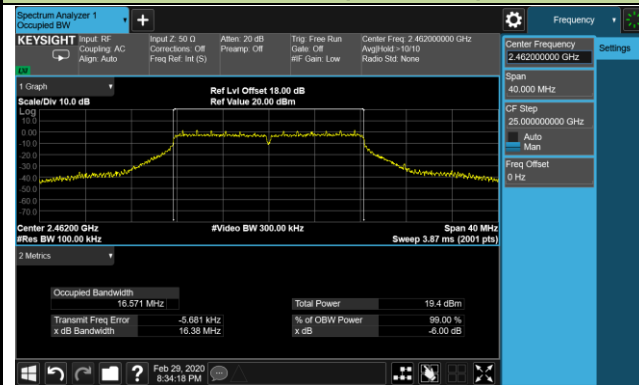 Spectrum Analyzer 1
Occupied BW
Frequency
KEYSIGHT
Input: RF
Coupling: AC
Align: Auto
Input Z: 50 Ω
Corrections: Off
Freq Ref: Int (S)
Atten: 20 dB
Preamp: Off
Trig: Free Run
Gate: Off
#IF Gain: Low
Center Freq: 2.462000000 GHz
Avg|Hold:>10/10
Radio Std: None
Center Frequency
2.462000000 GHz
Settings
Span
40.000 MHz
CF Step
25.000000000 GHz
Auto
Man
Freq Offset
0 Hz
1 Graph
Scale/Div 10.0 dB
Ref Lvl Offset 18.00 dB
Ref Value 20.00 dBm
Log
10.0
0.00
-10.0
-20.0
-30.0
-40.0
-50.0
-60.0
-70.0
Center 2.46200 GHz
#Res BW 100.00 kHz
#Video BW 300.00 kHz
Span 40 MHz
Sweep 3.87 ms (2001 pts)
2 Metrics
Occupied Bandwidth
16.571 MHz
Total Power 19.4 dBm
Transmit Freq Error -5.681 kHz
% of OBW Power 99.00 %
x dB Bandwidth 16.38 MHz
x dB -6.00 dB
Feb 29, 2020
8:34:18 PM